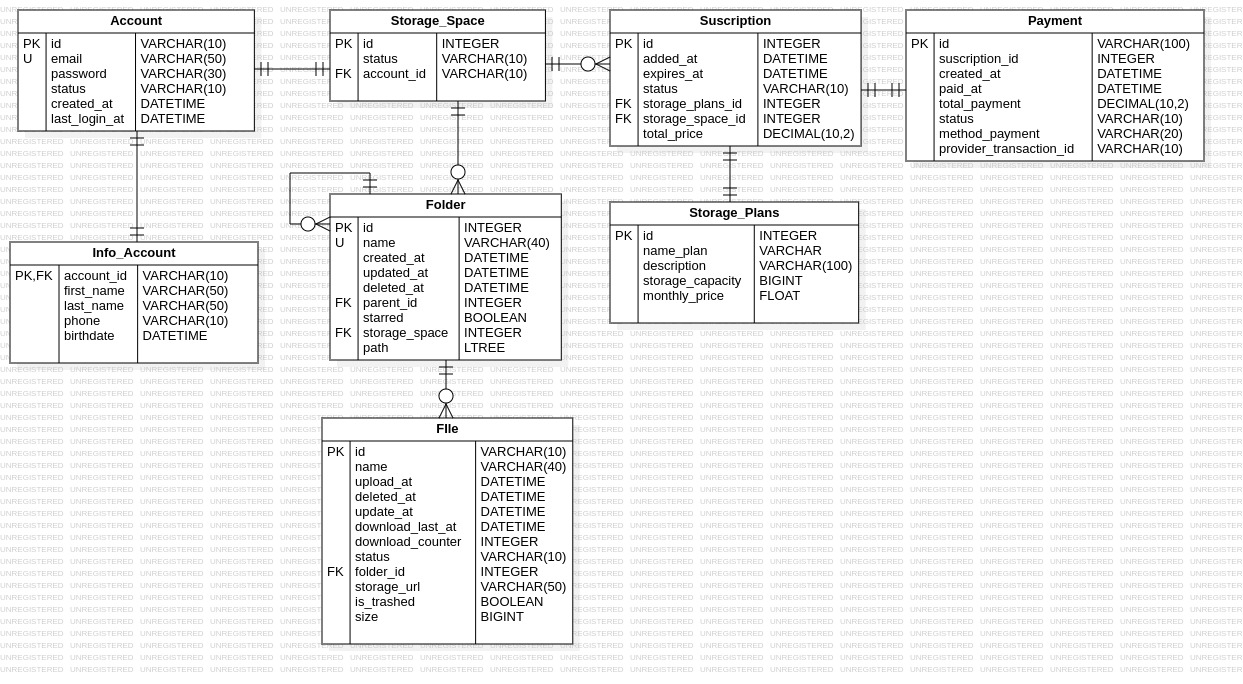 Account
PK id VARCHAR(10)
U email VARCHAR(50)
password VARCHAR(30)
status VARCHAR(10)
created_at DATETIME
last_login_at DATETIME
Storage_Space
PK id INTEGER
status VARCHAR(10)
FK account_id VARCHAR(10)
Suscription
PK id INTEGER
added_at DATETIME
expires_at DATETIME
status VARCHAR(10)
FK storage_plans_id INTEGER
FK storage_space_id INTEGER
total_price DECIMAL(10,2)
Payment
PK id VARCHAR(100)
suscription_id INTEGER
created_at DATETIME
paid_at DATETIME
total_payment DECIMAL(10,2)
status VARCHAR(10)
method_payment VARCHAR(20)
provider_transaction_id VARCHAR(10)
Info_Account
PK,FK account_id VARCHAR(10)
first_name VARCHAR(50)
last_name VARCHAR(50)
phone VARCHAR(10)
birthdate DATETIME
Folder
PK id INTEGER
U name VARCHAR(40)
created_at DATETIME
updated_at DATETIME
deleted_at DATETIME
FK parent_id INTEGER
starred BOOLEAN
FK storage_space INTEGER
path LTREE
Storage_Plans
PK id INTEGER
name_plan VARCHAR
description VARCHAR(100)
storage_capacity BIGINT
monthly_price FLOAT
FIle
PK id VARCHAR(10)
name VARCHAR(40)
upload_at DATETIME
deleted_at DATETIME
update_at DATETIME
download_last_at DATETIME
download_counter INTEGER
status VARCHAR(10)
FK folder_id INTEGER
storage_url VARCHAR(50)
is_trashed BOOLEAN
size BIGINT
UNREGISTERED